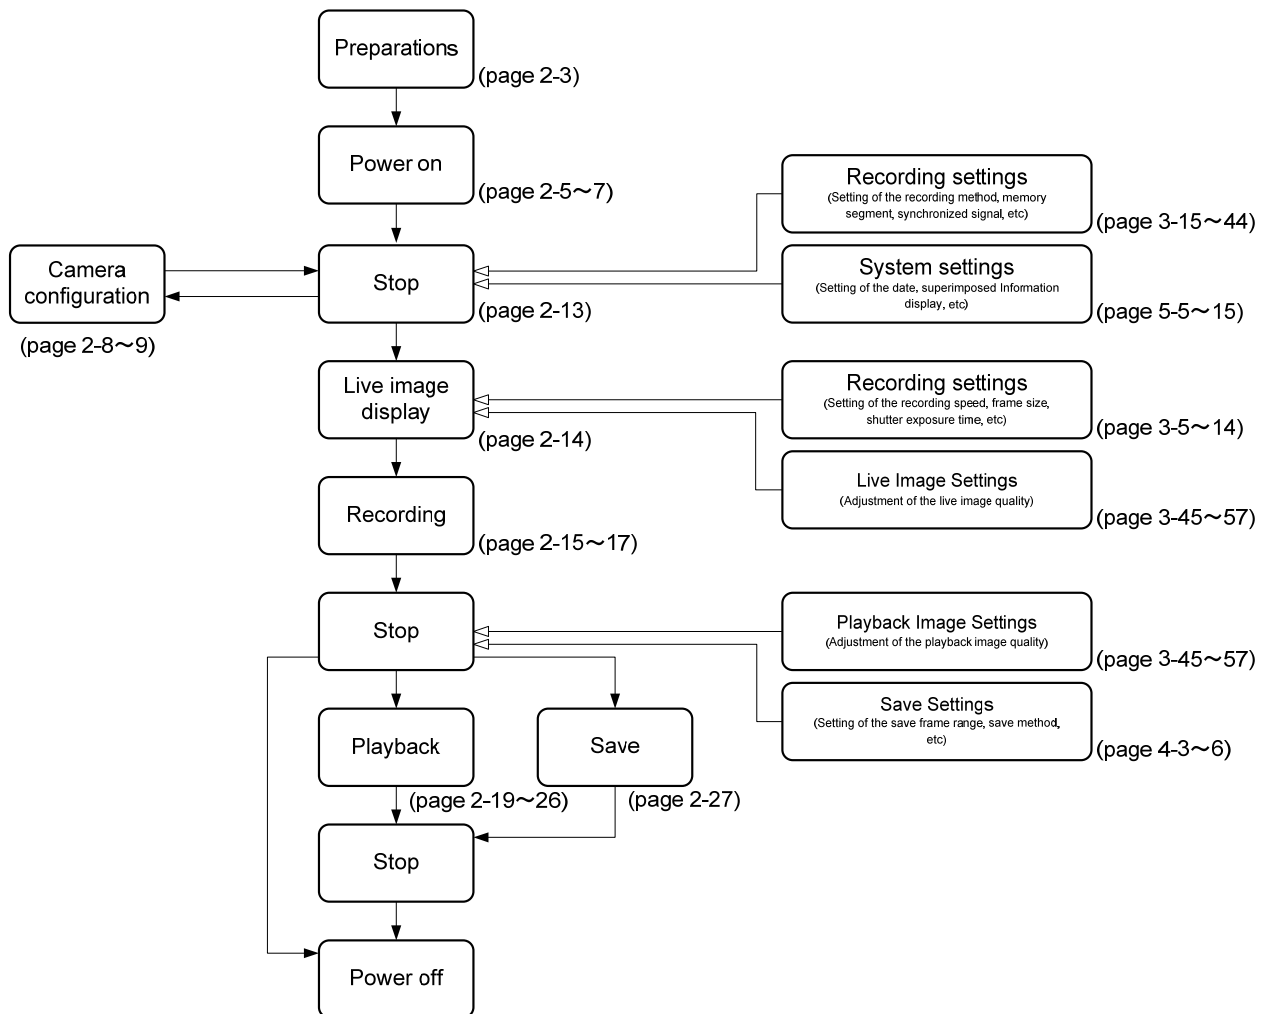 Preparations
(page 2-3)
Power on
(page 2-5～7)
Recording settings
(Setting of the recording method, memory
segment, synchronized signal, etc)
(page 3-15～44)
Camera
configuration
(page 2-8～9)
Stop
(page 2-13)
System settings
(Setting of the date, superimposed Information
display, etc)
(page 5-5～15)
Live image
display
(page 2-14)
Recording settings
(Setting of the recording speed, frame size,
shutter exposure time, etc)
(page 3-5～14)
Live Image Settings
(Adjustment of the live image quality)
(page 3-45～57)
Recording
(page 2-15～17)
Stop
Playback Image Settings
(Adjustment of the playback image quality)
(page 3-45～57)
Save Settings
(Setting of the save frame range, save method,
etc)
(page 4-3～6)
Playback
(page 2-19～26)
Save
(page 2-27)
Stop
Power off